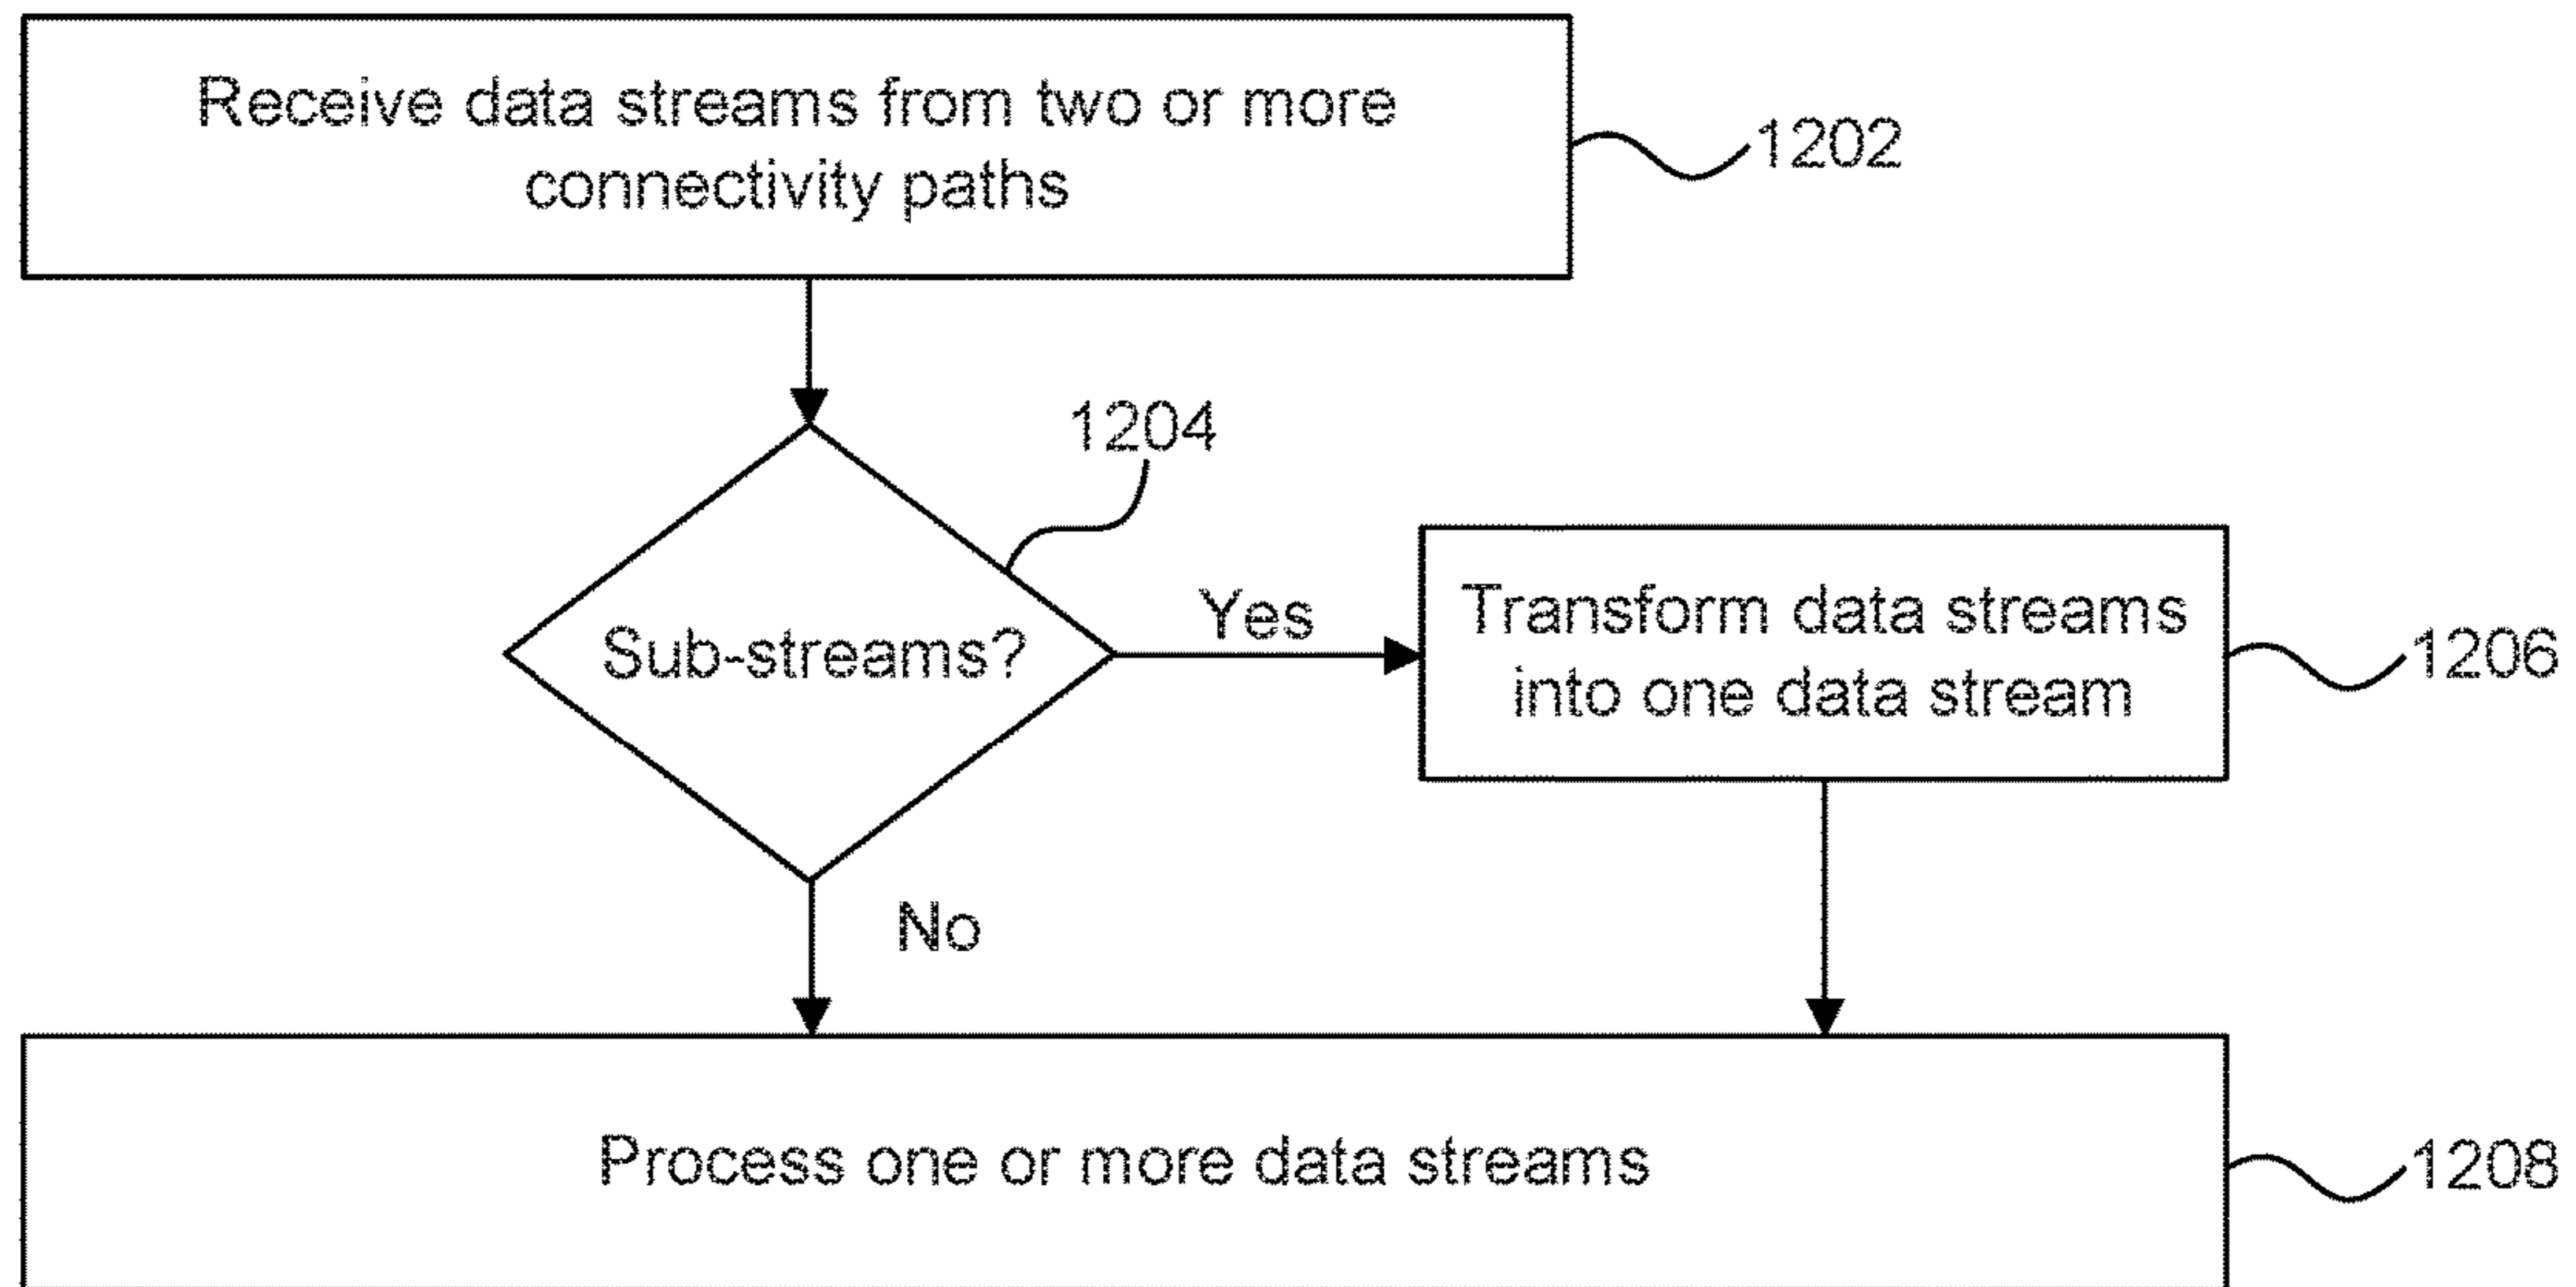 Receive data streams from two or more
connectivity paths
1202
1204
Sub-streams?
Yes
Transform data streams
into one data stream
1206
No
Process one or more data streams
1208